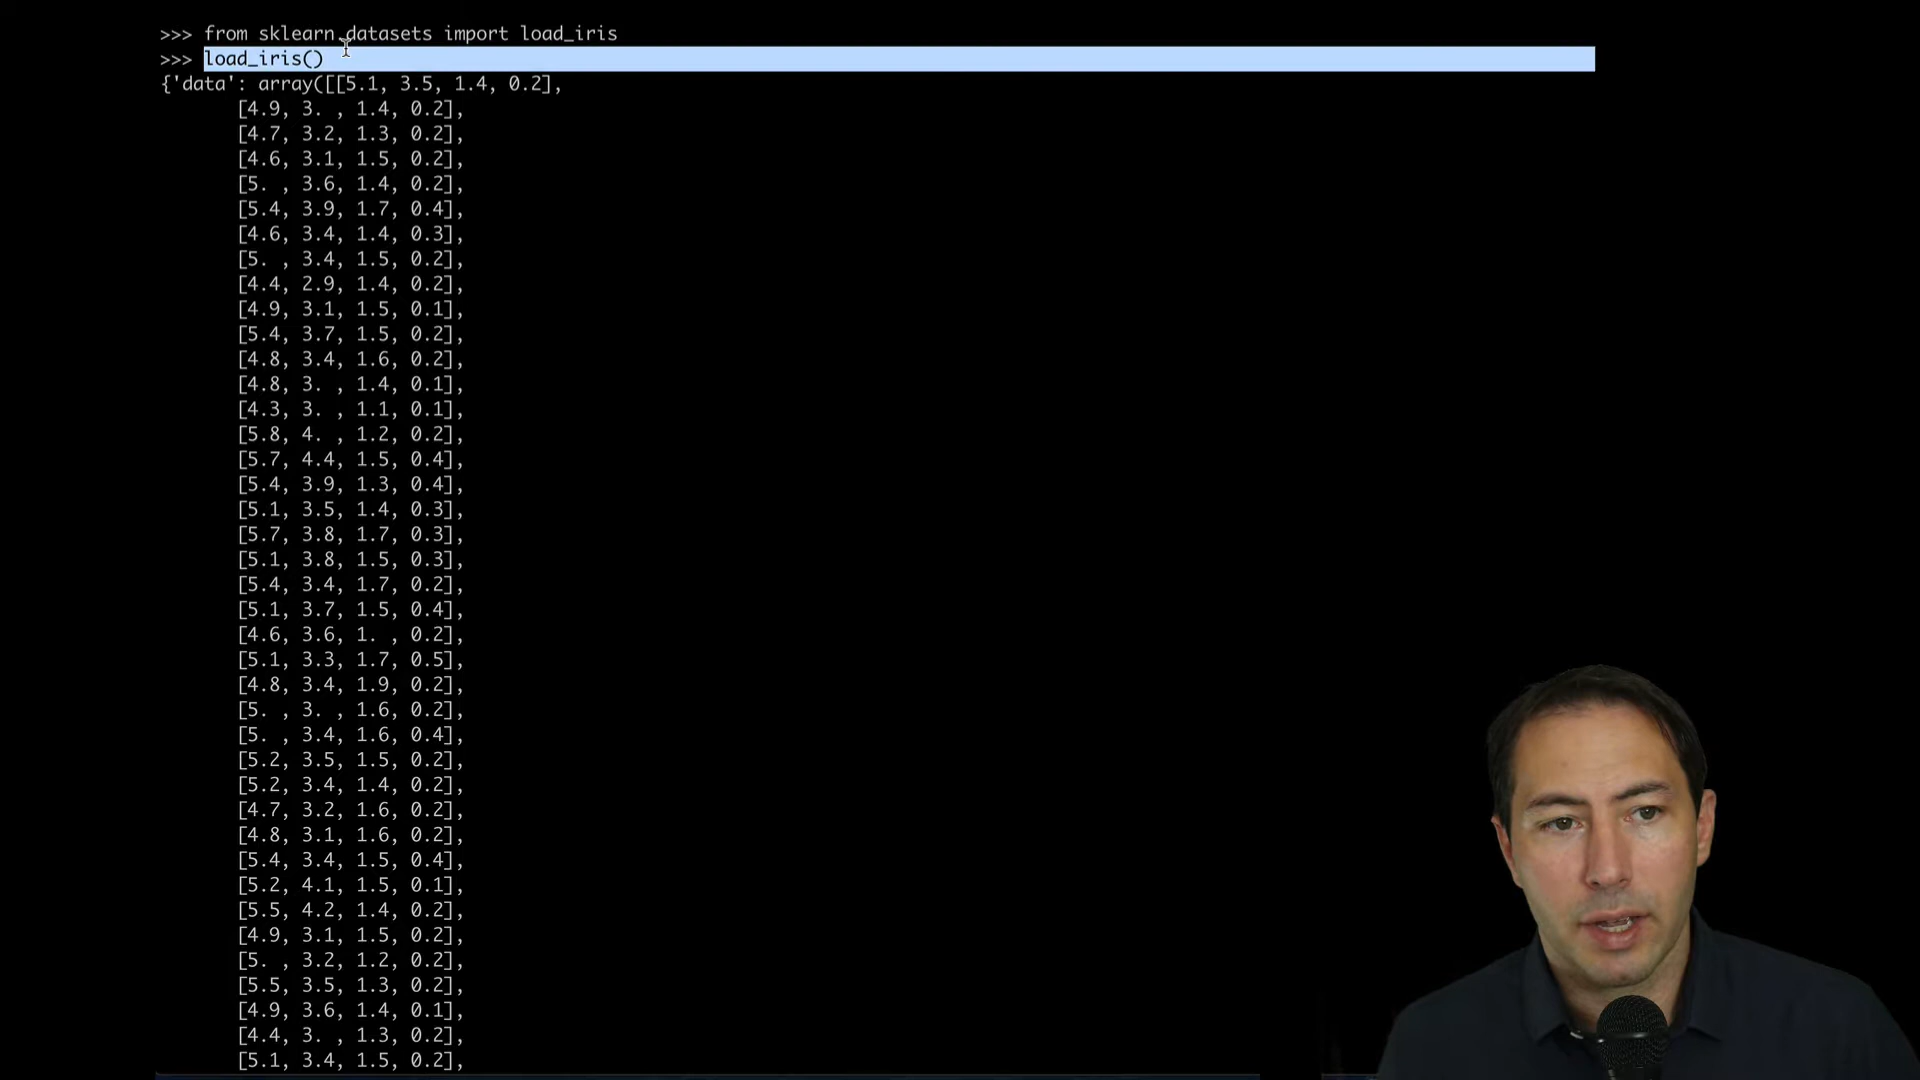 >>> from sklearn.datasets import load_iris
>>> load_iris()
{'data': array([[5.1, 3.5, 1.4, 0.2],
       [4.9, 3. , 1.4, 0.2],
       [4.7, 3.2, 1.3, 0.2],
       [4.6, 3.1, 1.5, 0.2],
       [5. , 3.6, 1.4, 0.2],
       [5.4, 3.9, 1.7, 0.4],
       [4.6, 3.4, 1.4, 0.3],
       [5. , 3.4, 1.5, 0.2],
       [4.4, 2.9, 1.4, 0.2],
       [4.9, 3.1, 1.5, 0.1],
       [5.4, 3.7, 1.5, 0.2],
       [4.8, 3.4, 1.6, 0.2],
       [4.8, 3. , 1.4, 0.1],
       [4.3, 3. , 1.1, 0.1],
       [5.8, 4. , 1.2, 0.2],
       [5.7, 4.4, 1.5, 0.4],
       [5.4, 3.9, 1.3, 0.4],
       [5.1, 3.5, 1.4, 0.3],
       [5.7, 3.8, 1.7, 0.3],
       [5.1, 3.8, 1.5, 0.3],
       [5.4, 3.4, 1.7, 0.2],
       [5.1, 3.7, 1.5, 0.4],
       [4.6, 3.6, 1. , 0.2],
       [5.1, 3.3, 1.7, 0.5],
       [4.8, 3.4, 1.9, 0.2],
       [5. , 3. , 1.6, 0.2],
       [5. , 3.4, 1.6, 0.4],
       [5.2, 3.5, 1.5, 0.2],
       [5.2, 3.4, 1.4, 0.2],
       [4.7, 3.2, 1.6, 0.2],
       [4.8, 3.1, 1.6, 0.2],
       [5.4, 3.4, 1.5, 0.4],
       [5.2, 4.1, 1.5, 0.1],
       [5.5, 4.2, 1.4, 0.2],
       [4.9, 3.1, 1.5, 0.2],
       [5. , 3.2, 1.2, 0.2],
       [5.5, 3.5, 1.3, 0.2],
       [4.9, 3.6, 1.4, 0.1],
       [4.4, 3. , 1.3, 0.2],
       [5.1, 3.4, 1.5, 0.2],